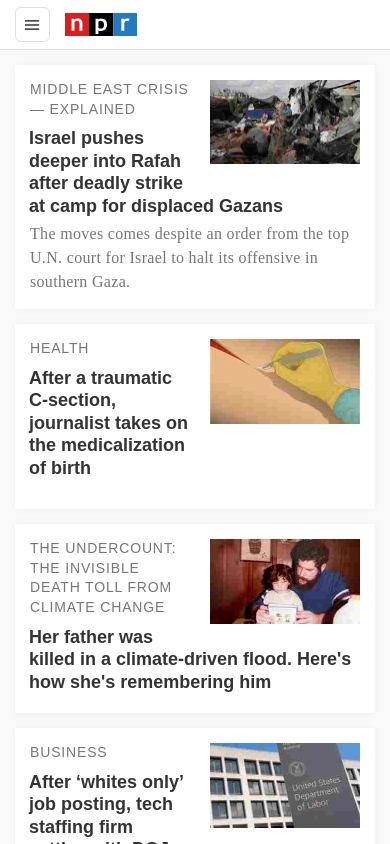 npr
MIDDLE EAST CRISIS
— EXPLAINED
Israel pushes
deeper into Rafah
after deadly strike
at camp for displaced Gazans
The moves comes despite an order from the top
U.N. court for Israel to halt its offensive in
southern Gaza.
HEALTH
After a traumatic
C-section,
journalist takes on
the medicalization
of birth
THE UNDERCOUNT:
THE INVISIBLE
DEATH TOLL FROM
CLIMATE CHANGE
Her father was
killed in a climate-driven flood. Here's
how she's remembering him
BUSINESS
After ‘whites only’
job posting, tech
staffing firm
United States
Department
of Labor